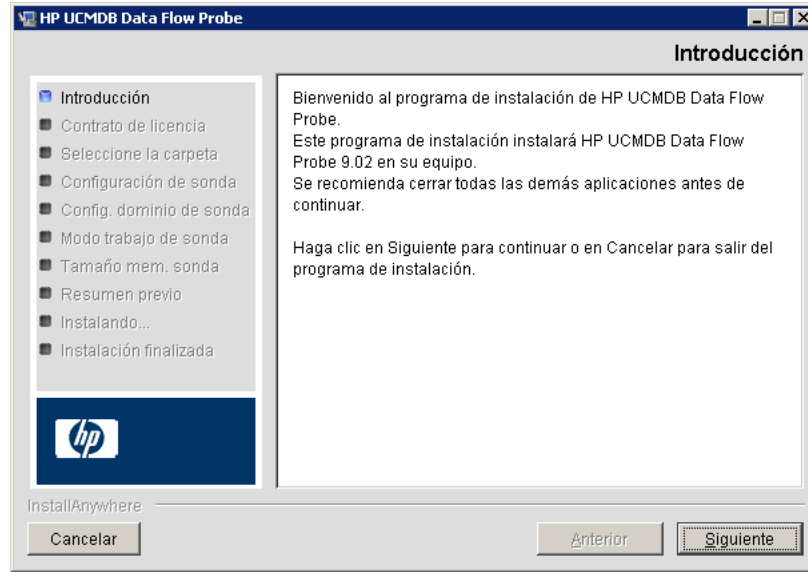 HP UCMDB Data Flow Probe
Introducción
Introducción
Contrato de licencia
Seleccione la carpeta
Configuración de sonda
Config. dominio de sonda
Modo trabajo de sonda
Tamaño mem. sonda
Resumen previo
Instalando...
Instalación finalizada
Bienvenido al programa de instalación de HP UCMDB Data Flow
Probe.
Este programa de instalación instalará HP UCMDB Data Flow
Probe 9.02 en su equipo.
Se recomienda cerrar todas las demás aplicaciones antes de
continuar.
Haga clic en Siguiente para continuar o en Cancelar para salir del
programa de instalación.
hp
InstallAnywhere
Cancelar
Anterior
Siguiente